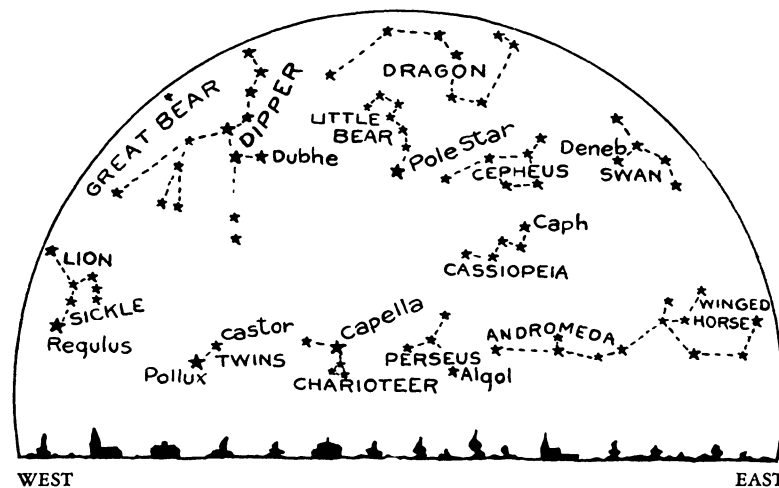 DRAGON
GREAT BEAR
DIPPER
LITTLE
BEAR
Dubhe
Pole Star
CEPHEUS
Deneb
SWAN
Caph
CASSIOPEIA
LION
SICKLE
Regulus
Castor
TWINS
Pollux
Capella
CHARIOTEER
PERSEUS
Algol
ANDROMEDA
WINGED
HORSE
WEST
EAST